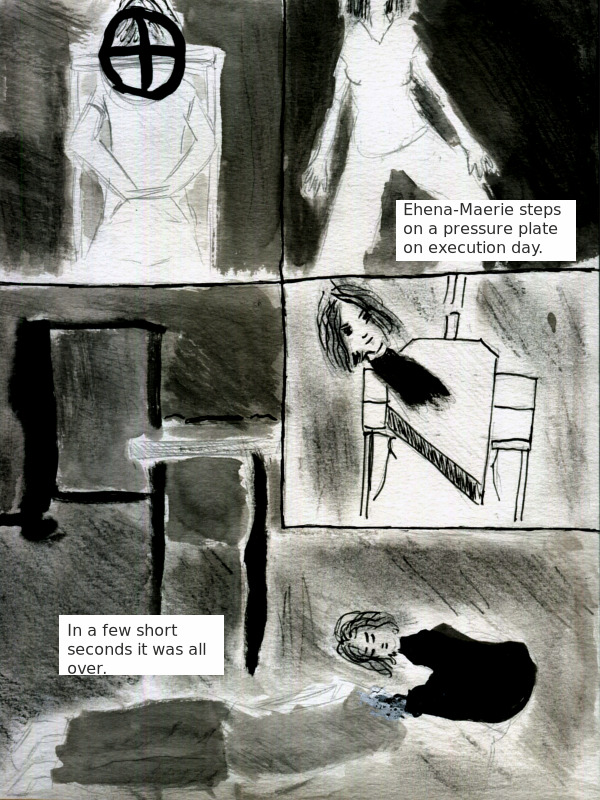 Ehena-Maerie steps
on a pressure plate
on execution day.
In a few short
seconds it was all
over.